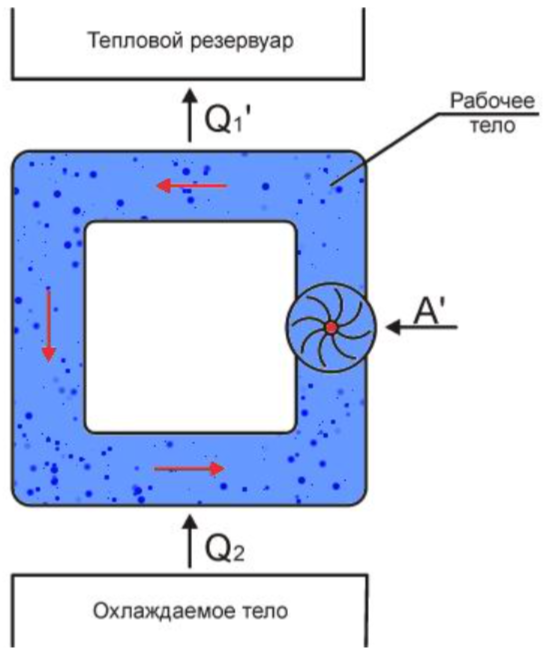 Тепловой резервуар
Q₁'
Рабочее
тело
A'
Q₂
Охлаждаемое тело